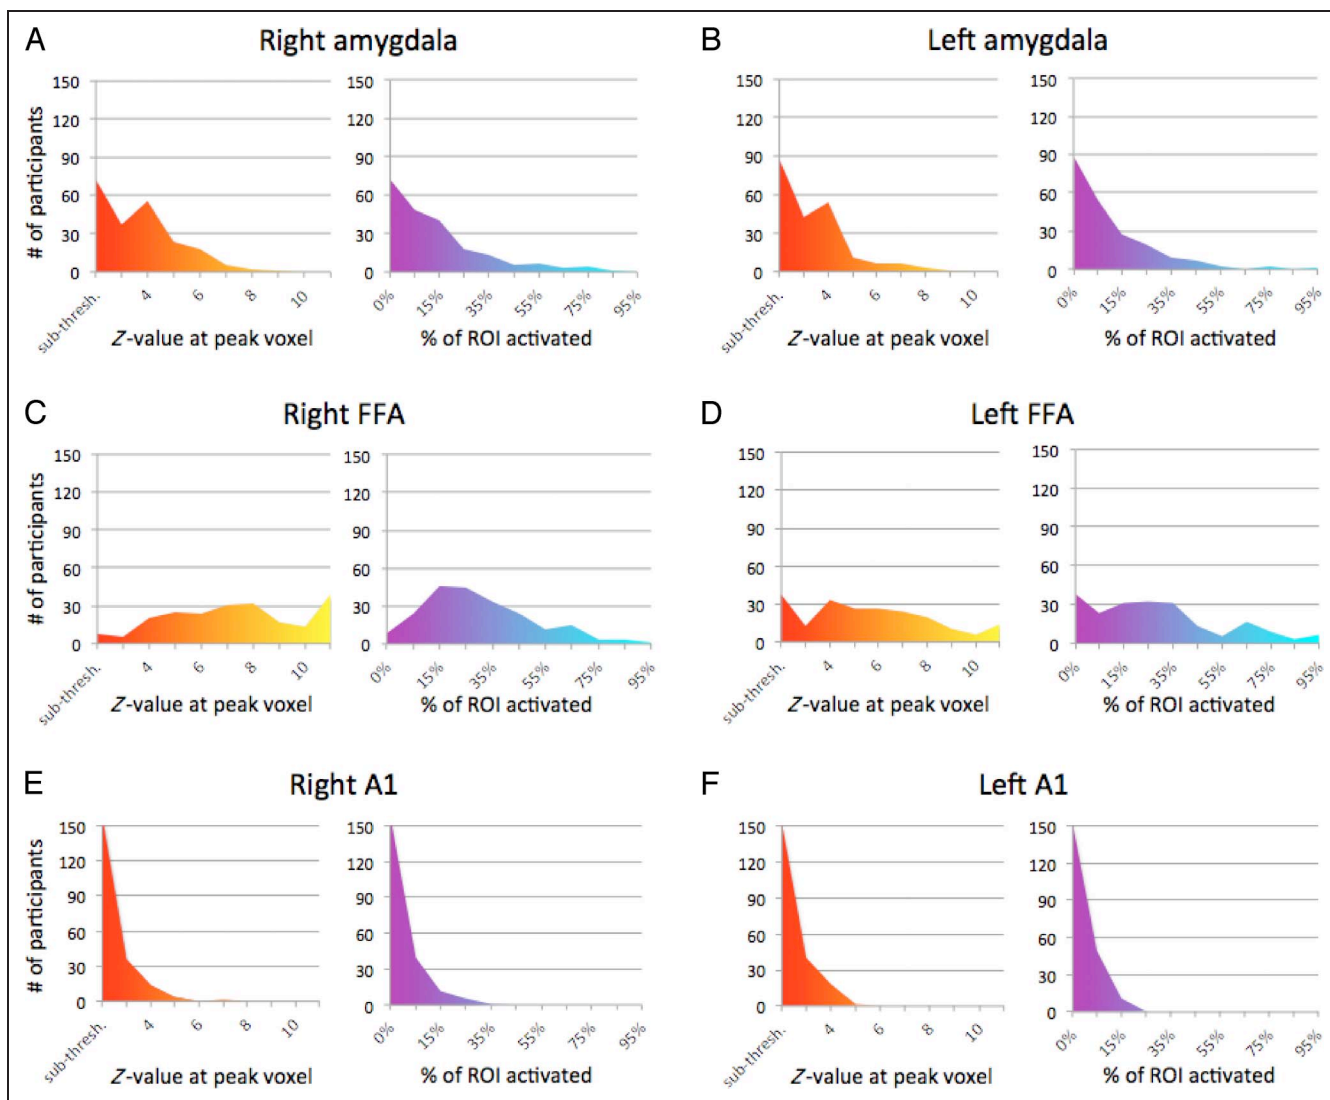 A Right amygdala
B Left amygdala
# of participants
150 150 150 150
120 120 120 120
90 90 90 90
60 60 60 60
30 30 30 30
0 0 0 0
sub-thresh. 4 6 8 10 0% 15% 35% 55% 75% 95% sub-thresh. 4 6 8 10 0% 15% 35% 55% 75% 95%
Z-value at peak voxel % of ROI activated Z-value at peak voxel % of ROI activated
C Right FFA
D Left FFA
# of participants
150 150 150 150
120 120 120 120
90 90 90 90
60 60 60 60
30 30 30 30
0 0 0 0
sub-thresh. 4 6 8 10 0% 15% 35% 55% 75% 95% sub-thresh. 4 6 8 10 0% 15% 35% 55% 75% 95%
Z-value at peak voxel % of ROI activated Z-value at peak voxel % of ROI activated
E Right A1
F Left A1
# of participants
150 150 150 150
120 120 120 120
90 90 90 90
60 60 60 60
30 30 30 30
0 0 0 0
sub-thresh. 4 6 8 10 0% 15% 35% 55% 75% 95% sub-thresh. 4 6 8 10 0% 15% 35% 55% 75% 95%
Z-value at peak voxel % of ROI activated Z-value at peak voxel % of ROI activated